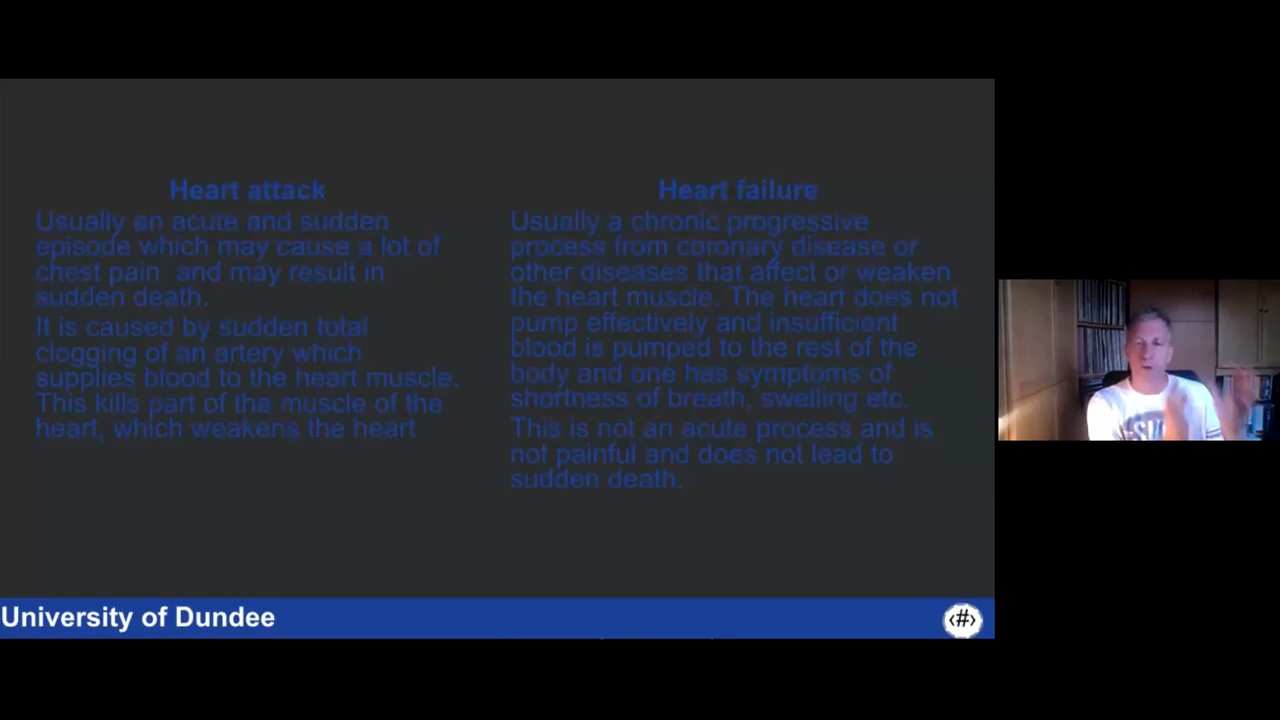 Heart attack
Usually an acute and sudden
episode which may cause a lot of
chest pain  and may result in
sudden death.
It is caused by sudden total
clogging of an artery which
supplies blood to the heart muscle.
This kills part of the muscle of the
heart, which weakens the heart
Heart failure
Usually a chronic progressive
process from coronary disease or
other diseases that affect or weaken
the heart muscle. The heart does not
pump effectively and insufficient
blood is pumped to the rest of the
body and one has symptoms of
shortness of breath, swelling etc.
This is not an acute process and is
not painful and does not lead to
sudden death.
University of Dundee
‹#›